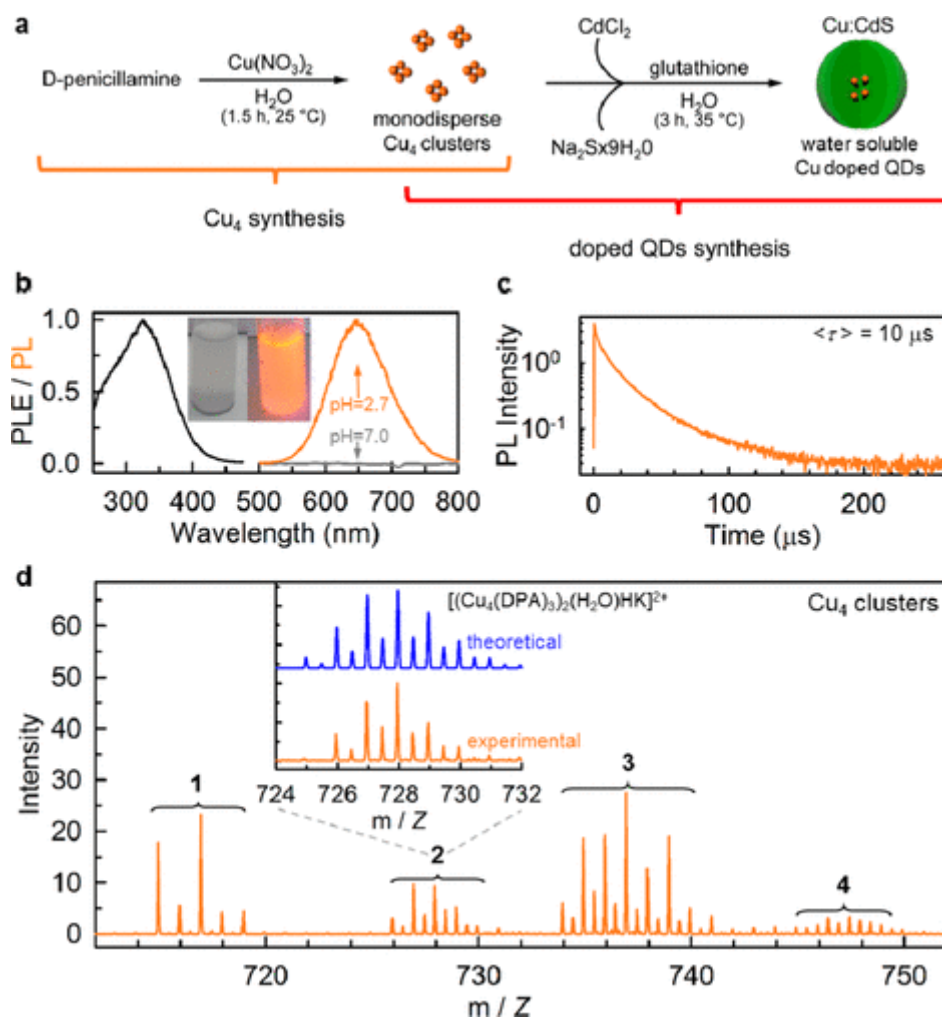 a
D-penicillamine
Cu(NO₃)₂
H₂O
(1.5 h, 25 °C)
monodisperse
Cu₄ clusters
CdCl₂
Na₂Sx9H₂0
glutathione
H₂O
(3 h, 35 °C)
Cu:CdS
water soluble
Cu doped QDs
Cu₄ synthesis
doped QDs synthesis
b
PLE / PL
1.0
0.5
0.0
pH=2.7
pH=7.0
300 400 500 600 700 800
Wavelength (nm)
c
<τ> = 10 μs
PL Intensity
10⁰
10⁻¹
0 100 200
Time (μs)
d
Cu₄ clusters
Intensity
60
50
40
30
20
10
0
[(Cu₄(DPA)₃)₂(H₂O)HK]²⁺
theoretical
experimental
724 726 728 730 732
m / Z
1
2
3
4
720 730 740 750
m / Z